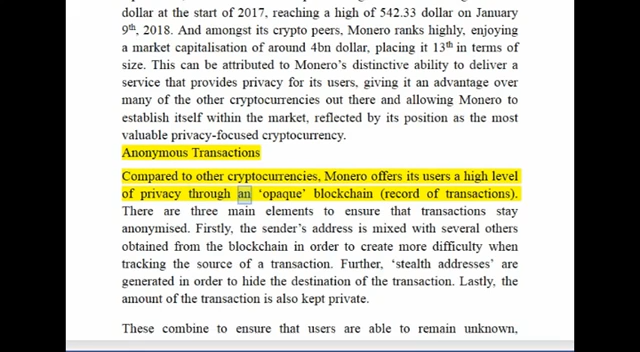 dollar at the start of 2017, reaching a high of 542.33 dollar on January
9th, 2018. And amongst its crypto peers, Monero ranks highly, enjoying
a market capitalisation of around 4bn dollar, placing it 13th in terms of
size. This can be attributed to Monero's distinctive ability to deliver a
service that provides privacy for its users, giving it an advantage over
many of the other cryptocurrencies out there and allowing Monero to
establish itself within the market, reflected by its position as the most
valuable privacy-focused cryptocurrency.
Anonymous Transactions
Compared to other cryptocurrencies, Monero offers its users a high level
of privacy through an ‘opaque’ blockchain (record of transactions).
There are three main elements to ensure that transactions stay
anonymised. Firstly, the sender's address is mixed with several others
obtained from the blockchain in order to create more difficulty when
tracking the source of a transaction. Further, ‘stealth addresses’ are
generated in order to hide the destination of the transaction. Lastly, the
amount of the transaction is also kept private.
These combine to ensure that users are able to remain unknown,